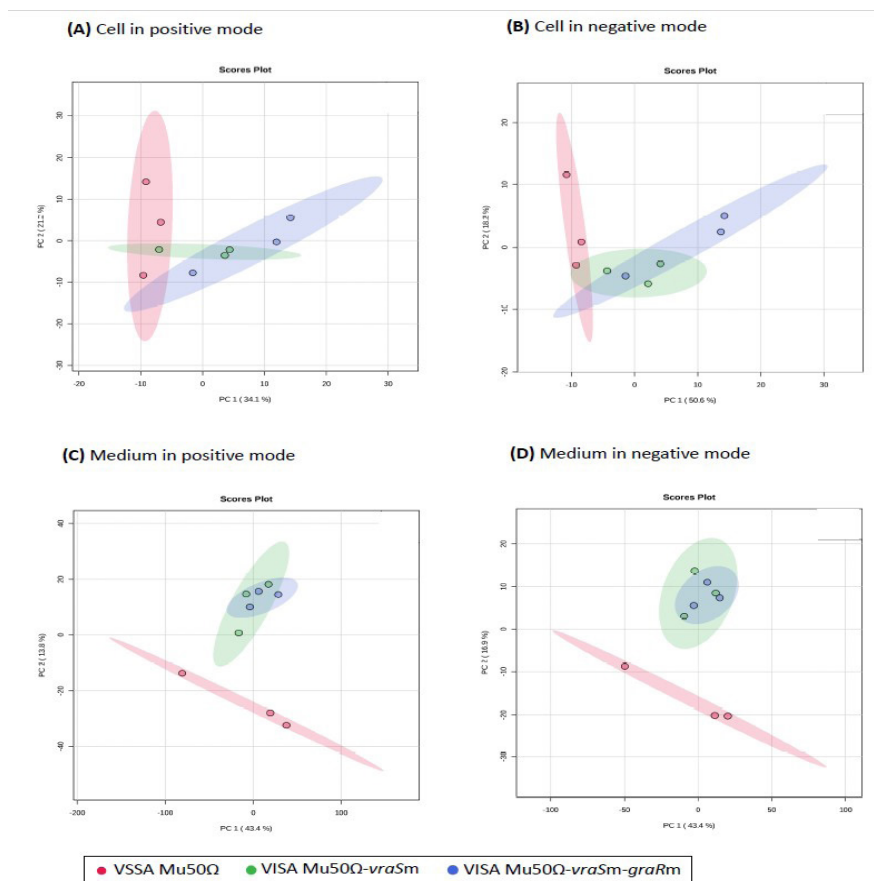 (A) Cell in positive mode
(B) Cell in negative mode
Scores Plot
Scores Plot
PC 2 ( 21.2 %)
30
20
10
0
-10
-20
-30
-20
-10
0
10
20
30
PC 1 ( 34.1 %)
PC 2 ( 18.2 %)
20
10
0
-10
-20
-10
0
10
20
30
PC 1 ( 50.6 %)
(C) Medium in positive mode
(D) Medium in negative mode
Scores Plot
Scores Plot
PC 2 ( 13.8 %)
40
20
0
-20
-40
-200
-100
0
100
PC 1 ( 43.4 %)
PC 2 ( 16.9 %)
20
10
0
-10
-20
-30
-100
-50
0
50
100
PC 1 ( 43.4 %)
VSSA Mu50Ω VISA Mu50Ω-vraSm VISA Mu50Ω-vraSm-graRm